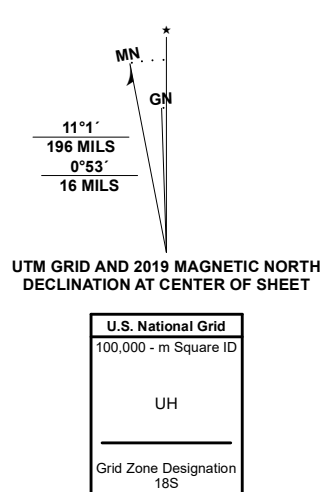 ★
MN
GN
11°1´
196 MILS
0°53´
16 MILS
UTM GRID AND 2019 MAGNETIC NORTH
DECLINATION AT CENTER OF SHEET
U.S. National Grid
100,000 - m Square ID
UH
Grid Zone Designation
18S